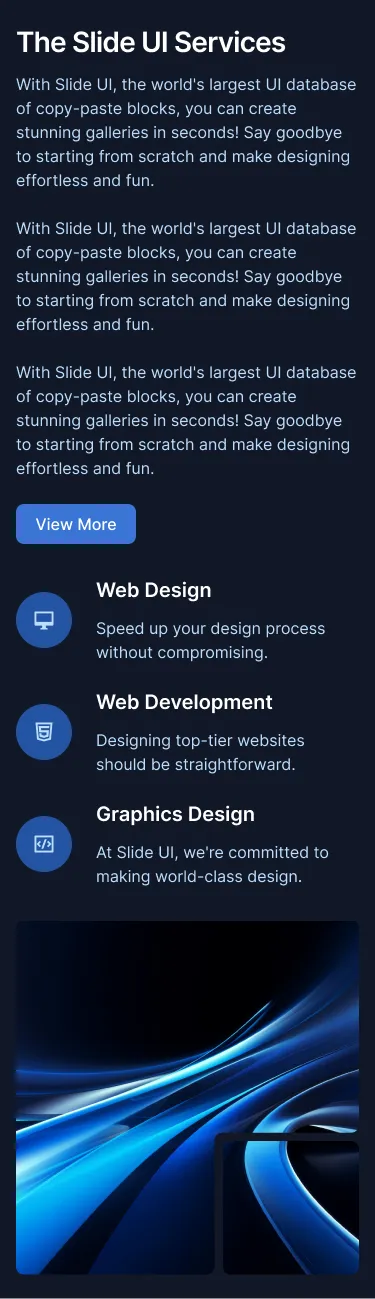 The Slide UI Services
With Slide UI, the world's largest UI database
of copy-paste blocks, you can create
stunning galleries in seconds! Say goodbye
to starting from scratch and make designing
effortless and fun.
With Slide UI, the world's largest UI database
of copy-paste blocks, you can create
stunning galleries in seconds! Say goodbye
to starting from scratch and make designing
effortless and fun.
With Slide UI, the world's largest UI database
of copy-paste blocks, you can create
stunning galleries in seconds! Say goodbye
to starting from scratch and make designing
effortless and fun.
View More
Web Design
Speed up your design process
without compromising.
Web Development
Designing top-tier websites
should be straightforward.
Graphics Design
At Slide UI, we're committed to
making world-class design.